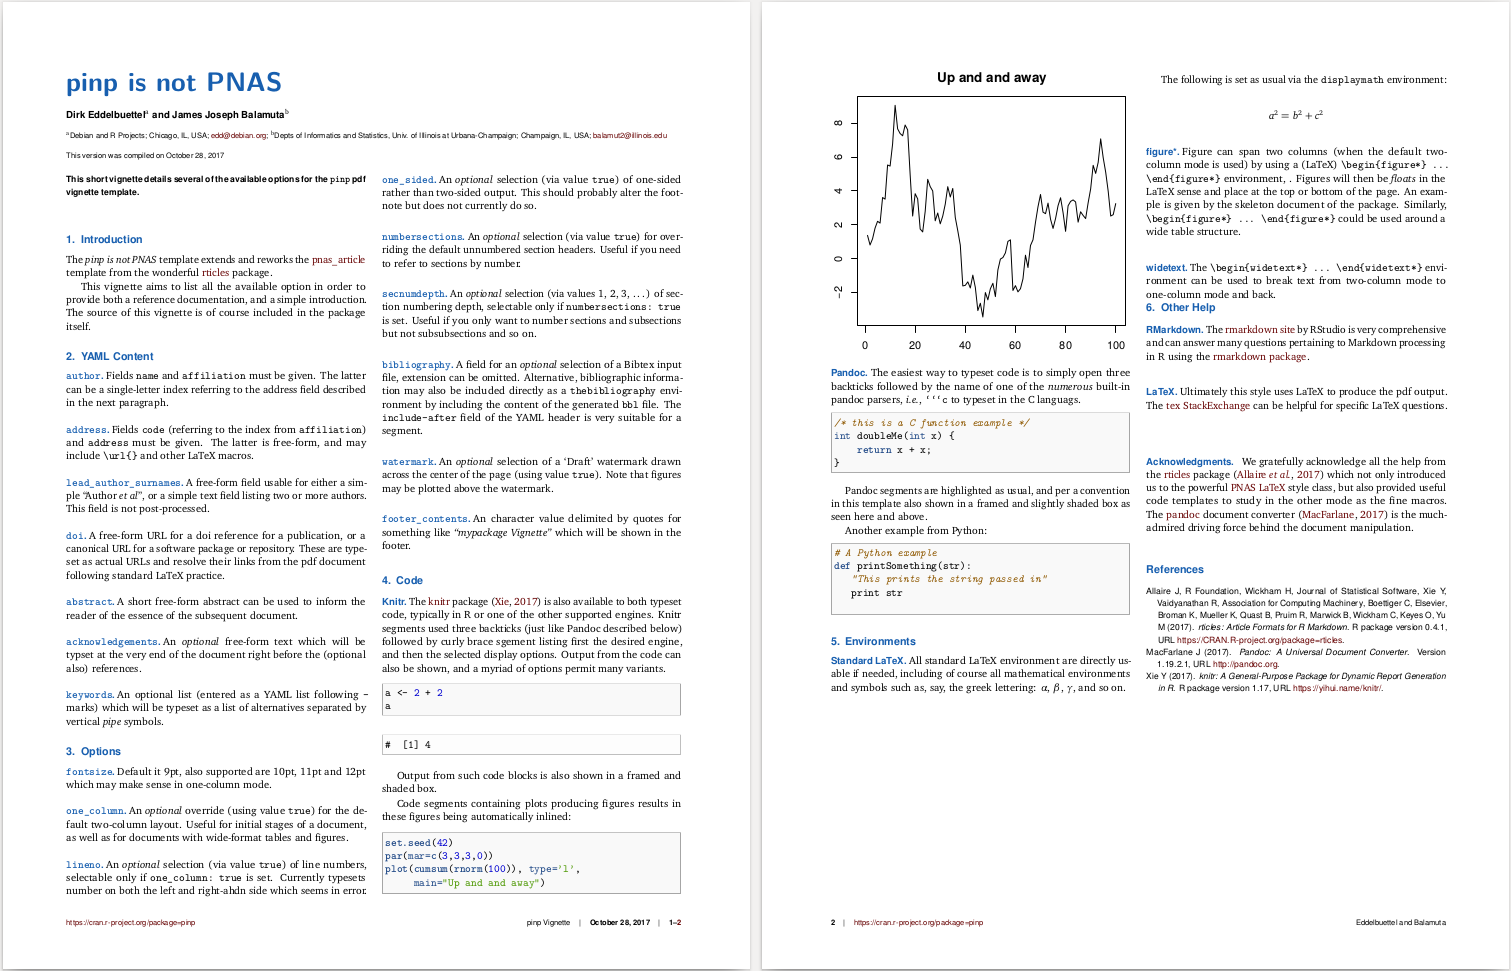 pinp is not PNAS
Dirk Eddelbuettelᵃ and James Joseph Balamutaᵇ
ᵃDebian and R Projects; Chicago, IL, USA; edd@debian.org; ᵇDepts of Informatics and Statistics, Univ. of Illinois at Urbana-Champaign; Champaign, IL, USA; balamut2@illinois.edu
This version was compiled on October 28, 2017
This short vignette details several of the available options for the pinp pdf
vignette template.
1. Introduction
The pinp is not PNAS template extends and reworks the pnas_article
template from the wonderful rticles package.
This vignette aims to list all the available option in order to
provide both a reference documentation, and a simple introduction.
The source of this vignette is of course included in the package
itself.
2. YAML Content
author. Fields name and affiliation must be given. The latter
can be a single-letter index referring to the address field described
in the next paragraph.
address. Fields code (referring to the index from affiliation)
and address must be given. The latter is free-form, and may
include \url{} and other LaTeX macros.
lead_author_surnames. A free-form field usable for either a sim-
ple “Author et al”, or a simple text field listing two or more authors.
This field is not post-processed.
doi. A free-form URL for a doi reference for a publication, or a
canonical URL for a software package or repository. These are type-
set as actual URLs and resolve their links from the pdf document
following standard LaTeX practice.
abstract. A short free-form abstract can be used to inform the
reader of the essence of the subsequent document.
acknowledgements. An optional free-form text which will be
typset at the very end of the document right before the (optional
also) references.
keywords. An optional list (entered as a YAML list following –
marks) which will be typeset as a list of alternatives separated by
vertical pipe symbols.
3. Options
fontsize. Default it 9pt, also supported are 10pt, 11pt and 12pt
which may make sense in one-column mode.
one_column. An optional override (using value true) for the de-
fault two-column layout. Useful for initial stages of a document,
as well as for documents with wide-format tables and figures.
lineno. An optional selection (via value true) of line numbers,
selectable only if one_column: true is set. Currently typesets
number on both the left and right-ahdn side which seems in error.
one_sided. An optional selection (via value true) of one-sided
rather than two-sided output. This should probably alter the foot-
note but does not currently do so.
numbersections. An optional selection (via value true) for over-
riding the default unnumbered section headers. Useful if you need
to refer to sections by number.
secnumdepth. An optional selection (via values 1, 2, 3, ...) of sec-
tion numbering depth, selectable only if numbersections: true
is set. Useful if you only want to number sections and subsections
but not subsubsections and so on.
bibliography. A field for an optional selection of a Bibtex input
file, extension can be omitted. Alternative, bibliographic informa-
tion may also be included directly as a thebibliography envi-
ronment by including the content of the generated bbl file. The
include-after field of the YAML header is very suitable for a
segment.
watermark. An optional selection of a ‘Draft’ watermark drawn
across the center of the page (using value true). Note that figures
may be plotted above the watermark.
footer_contents. An character value delimited by quotes for
something like “mypackage Vignette” which will be shown in the
footer.
4. Code
Knitr. The knitr package (Xie, 2017) is also available to both typeset
code, typically in R or one of the other supported engines. Knitr
segments used three backticks (just like Pandoc described below)
followed by curly brace sgement listing first the desired engine,
and then the selected display options. Output from the code can
also be shown, and a myriad of options permit many variants.
a <- 2 + 2
a
# [1] 4
Output from such code blocks is also shown in a framed and
shaded box.
Code segments containing plots producing figures results in
these figures being automatically inlined:
set.seed(42)
par(mar=c(3,3,3,0))
plot(cumsum(rnorm(100)), type='l',
main="Up and and away")
https://cran.r-project.org/package=pinp
pinp Vignette | October 28, 2017 | 1–2
Up and and away
8
6
4
2
0
−2
0 20 40 60 80 100
Pandoc. The easiest way to typeset code is to simply open three
backticks followed by the name of one of the numerous built-in
pandoc parsers, i.e., ‘‘‘c to typeset in the C languags.
/* this is a C function example */
int doubleMe(int x) {
return x + x;
}
Pandoc segments are highlighted as usual, and per a convention
in this template also shown in a framed and slightly shaded box as
seen here and above.
Another example from Python:
# A Python example
def printSomething(str):
"This prints the string passed in"
print str
5. Environments
Standard LaTeX. All standard LaTeX environment are directly us-
able if needed, including of course all mathematical environments
and symbols such as, say, the greek lettering: α, β, γ, and so on.
The following is set as usual via the displaymath environment:
a² = b² + c²
figure*. Figure can span two columns (when the default two-
column mode is used) by using a (LaTeX) \begin{figure*} ...
\end{figure*} environment, . Figures will then be floats in the
LaTeX sense and place at the top or bottom of the page. An exam-
ple is given by the skeleton document of the package. Similarly,
\begin{figure*} ... \end{figure*} could be used around a
wide table structure.
widetext. The \begin{widetext*} ... \end{widetext*} envi-
ronment can be used to break text from two-column mode to
one-column mode and back.
6. Other Help
RMarkdown. The rmarkdown site by RStudio is very comprehensive
and can answer many questions pertaining to Markdown processing
in R using the rmarkdown package.
LaTeX. Ultimately this style uses LaTeX to produce the pdf output.
The tex StackExchange can be helpful for specific LaTeX questions.
Acknowledgments. We gratefully acknowledge all the help from
the rticles package (Allaire et al., 2017) which not only introduced
us to the powerful PNAS LaTeX style class, but also provided useful
code templates to study in the other mode as the fine macros.
The pandoc document converter (MacFarlane, 2017) is the much-
admired driving force behind the document manipulation.
References
Allaire J, R Foundation, Wickham H, Journal of Statistical Software, Xie Y,
Vaidyanathan R, Association for Computing Machinery, Boettiger C, Elsevier,
Broman K, Mueller K, Quast B, Pruim R, Marwick B, Wickham C, Keyes O, Yu
M (2017). rticles: Article Formats for R Markdown. R package version 0.4.1,
URL https://CRAN.R-project.org/package=rticles.
MacFarlane J (2017). Pandoc: A Universal Document Converter. Version
1.19.2.1, URL http://pandoc.org.
Xie Y (2017). knitr: A General-Purpose Package for Dynamic Report Generation
in R. R package version 1.17, URL https://yihui.name/knitr/.
2 | https://cran.r-project.org/package=pinp
Eddelbuettel and Balamuta